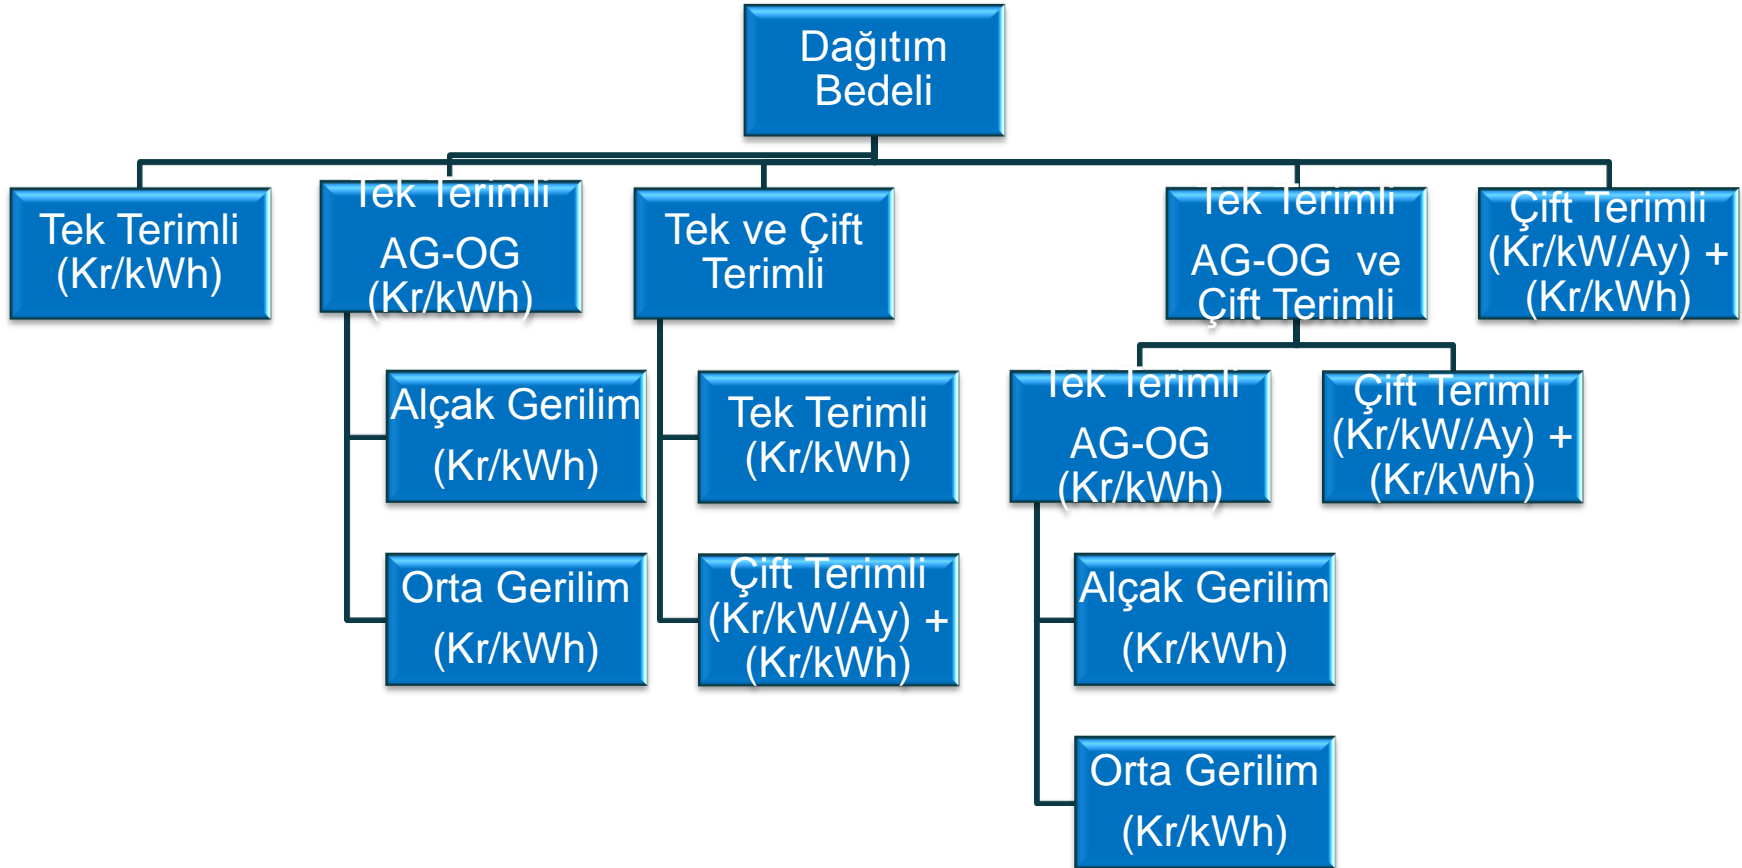 Dağıtım
Bedeli
Tek Terimli
(Kr/kWh)
Tek Terimli
AG-OG
(Kr/kWh)
Tek ve Çift
Terimli
Tek Terimli
AG-OG ve
Çift Terimli
Çift Terimli
(Kr/kW/Ay) +
(Kr/kWh)
Alçak Gerilim
(Kr/kWh)
Orta Gerilim
(Kr/kWh)
Tek Terimli
(Kr/kWh)
Çift Terimli
(Kr/kW/Ay) +
(Kr/kWh)
Tek Terimli
AG-OG
(Kr/kWh)
Çift Terimli
(Kr/kW/Ay) +
(Kr/kWh)
Alçak Gerilim
(Kr/kWh)
Orta Gerilim
(Kr/kWh)